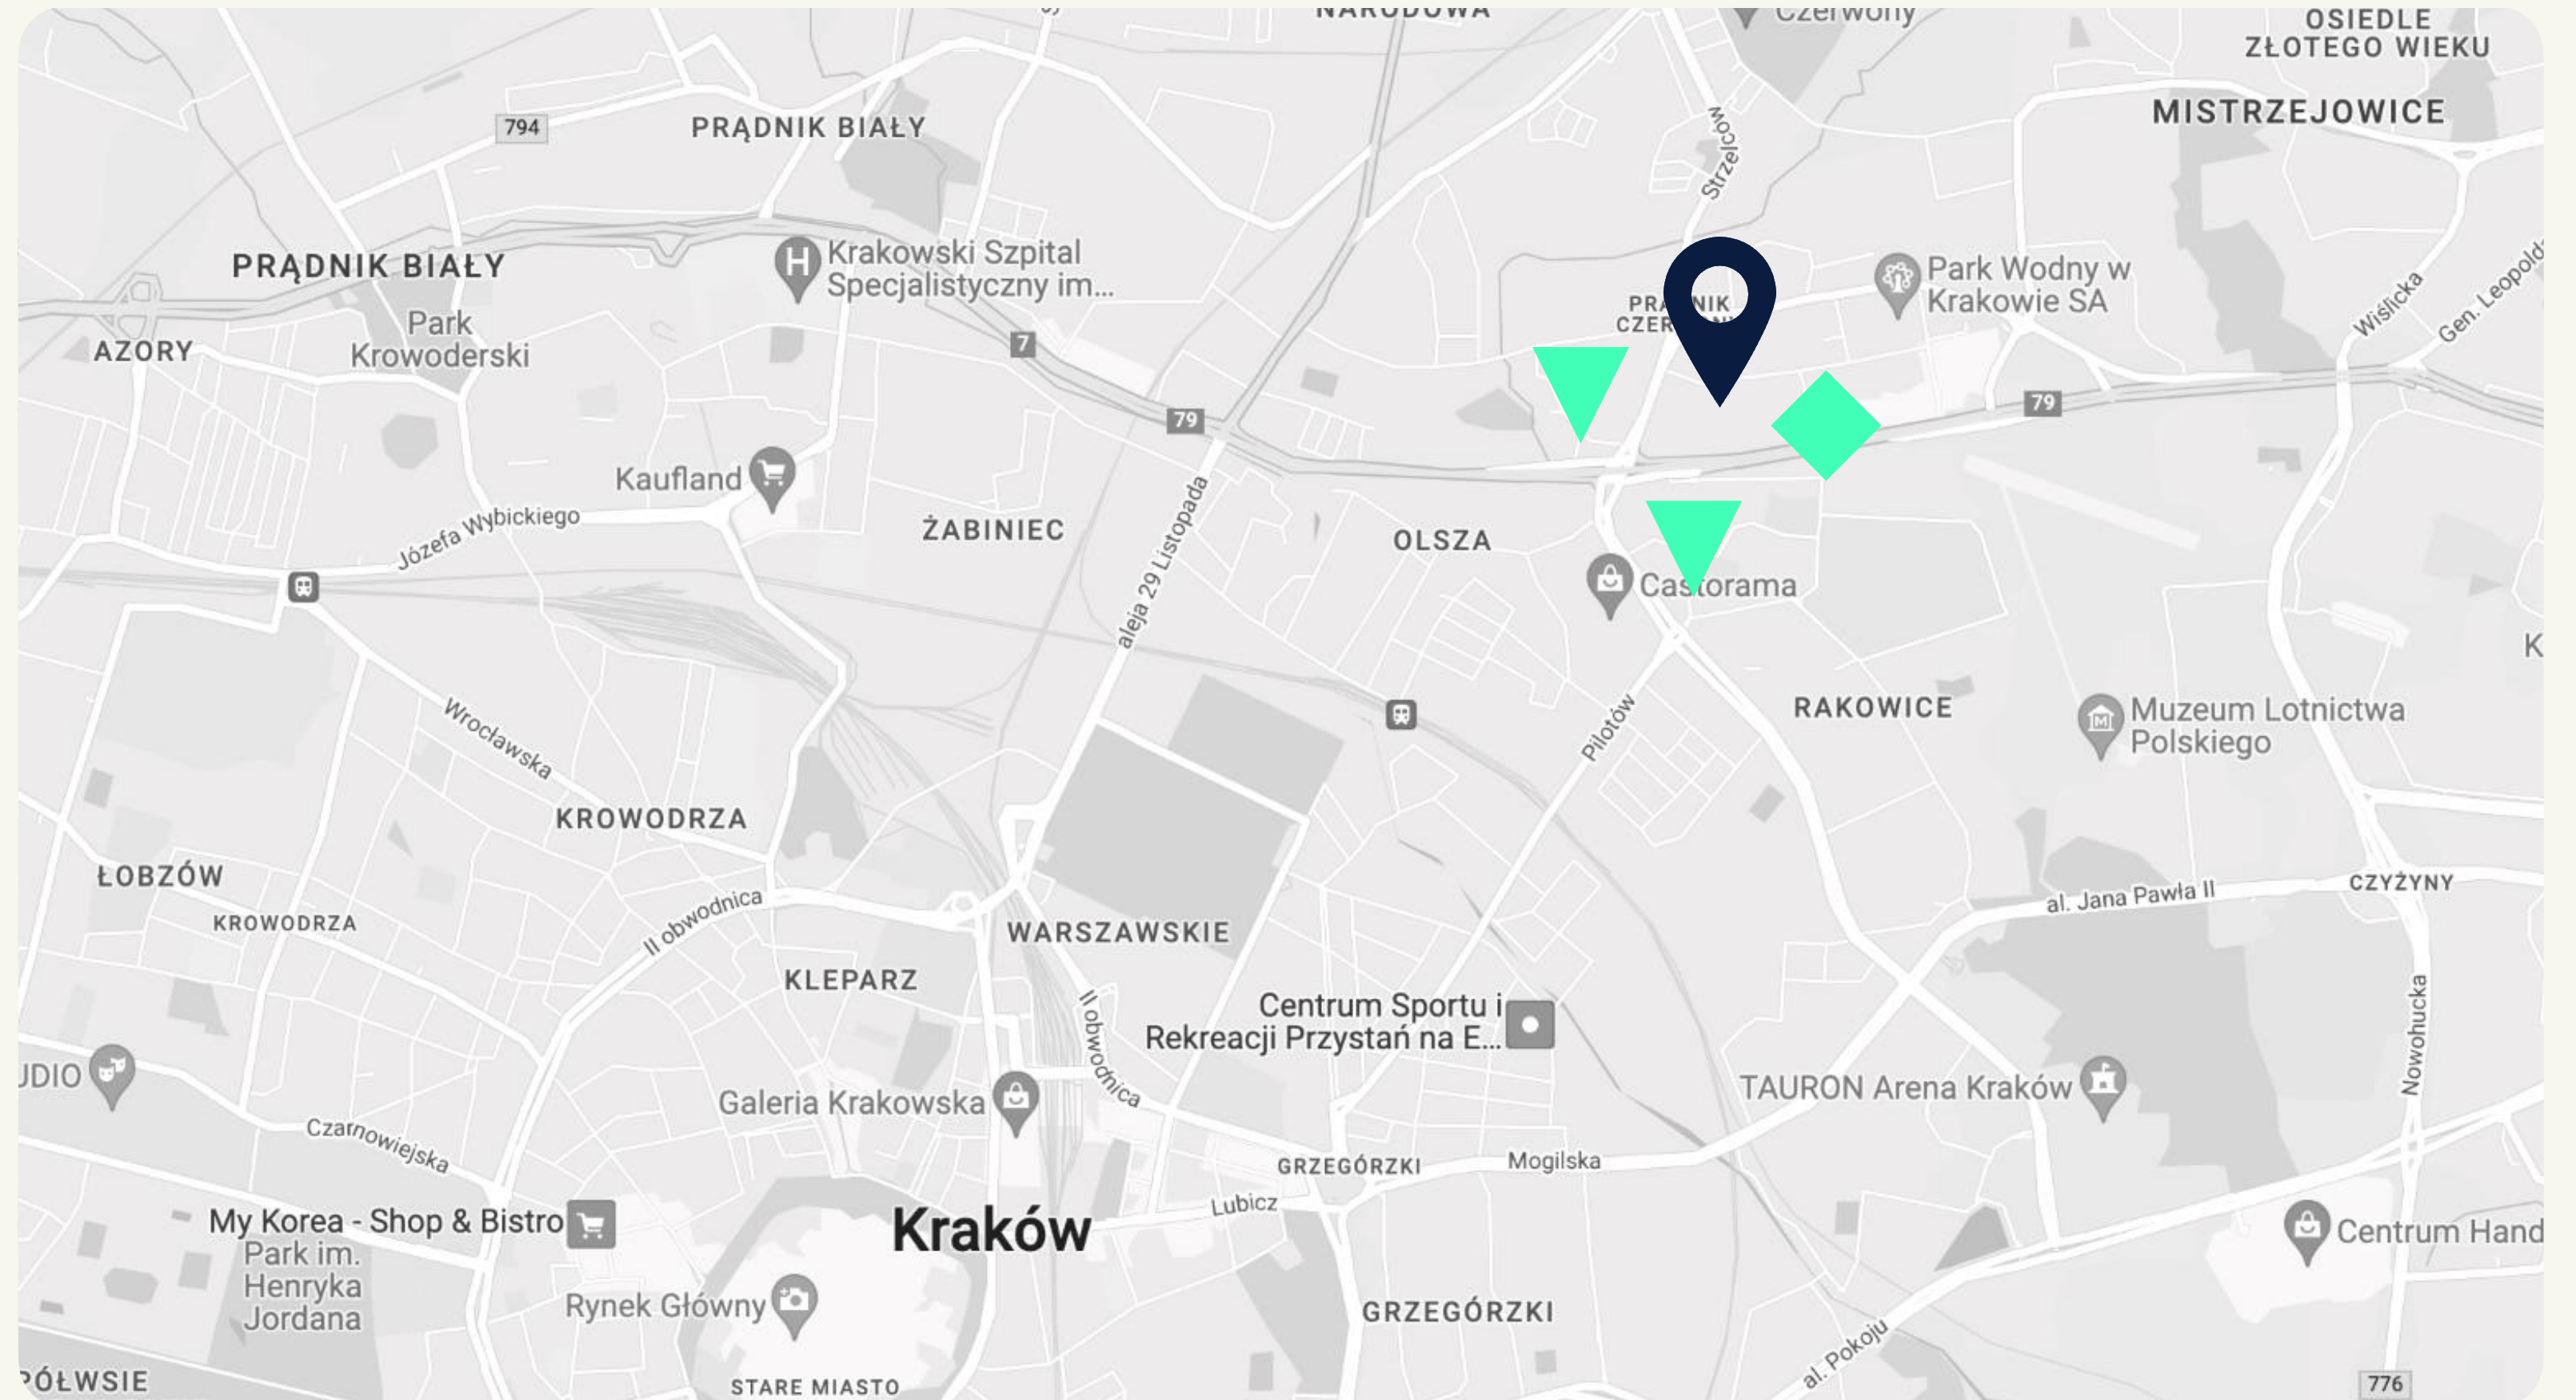 NARODOWA
Czerwony
OSIEDLE
ZŁOTEGO WIEKU
MISTRZEJOWICE
794
PRĄDNIK BIAŁY
Strzelców
PRĄDNIK BIAŁY
Krakowski Szpital
Specjalistyczny im...
Park Wodny w
Krakowie SA
Wiślicka
Gen. Leopolda
Park
Krowoderski
AZORY
7
79
79
Kaufland
Józefa Wybickiego
ŻABINIEC
aleja 29 Listopada
OLSZA
Castorama
K
Wrocławska
Pilotów
RAKOWICE
Muzeum Lotnictwa
Polskiego
KROWODRZA
ŁOBZÓW
KROWODRZA
II obwodnica
WARSZAWSKIE
al. Jana Pawła II
CZYŻYNY
KLEPARZ
II obwodnica
Centrum Sportu i
Rekreacji Przystań na E...
Nowohucka
JDIO
Galeria Krakowska
TAURON Arena Kraków
Czarnowiejska
GRZEGÓRZKI
Mogilska
Lubicz
My Korea - Shop & Bistro
Park im.
Henryka
Jordana
Kraków
Centrum Hand
Rynek Główny
GRZEGÓRZKI
al. Pokoju
PÓŁWSIE
STARE MIASTO
776